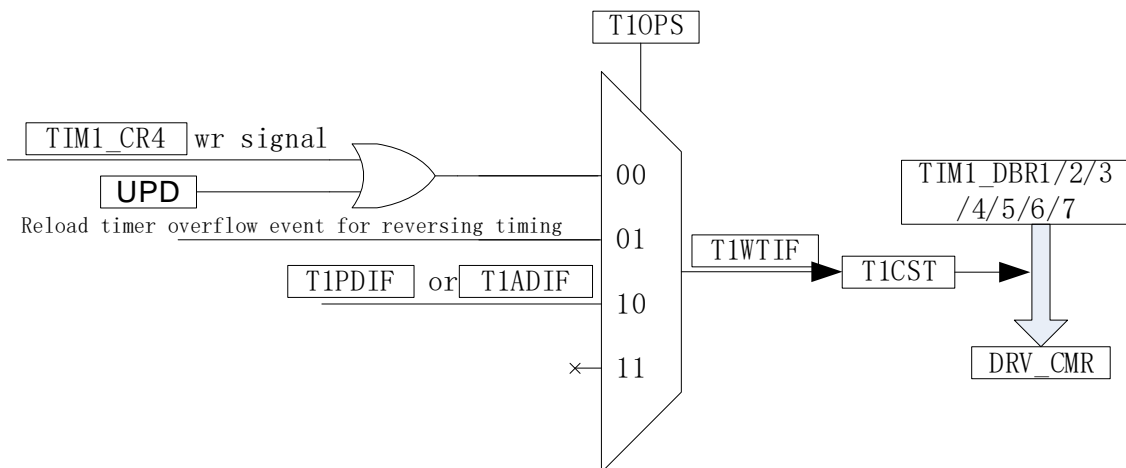 T1OPS
TIM1_CR4 wr signal
UPD
00
Reload timer overflow event for reversing timing
01
T1PDIF or T1ADIF
10
11
T1WTIF
T1CST
TIM1_DBR1/2/3
/4/5/6/7
DRV_CMR